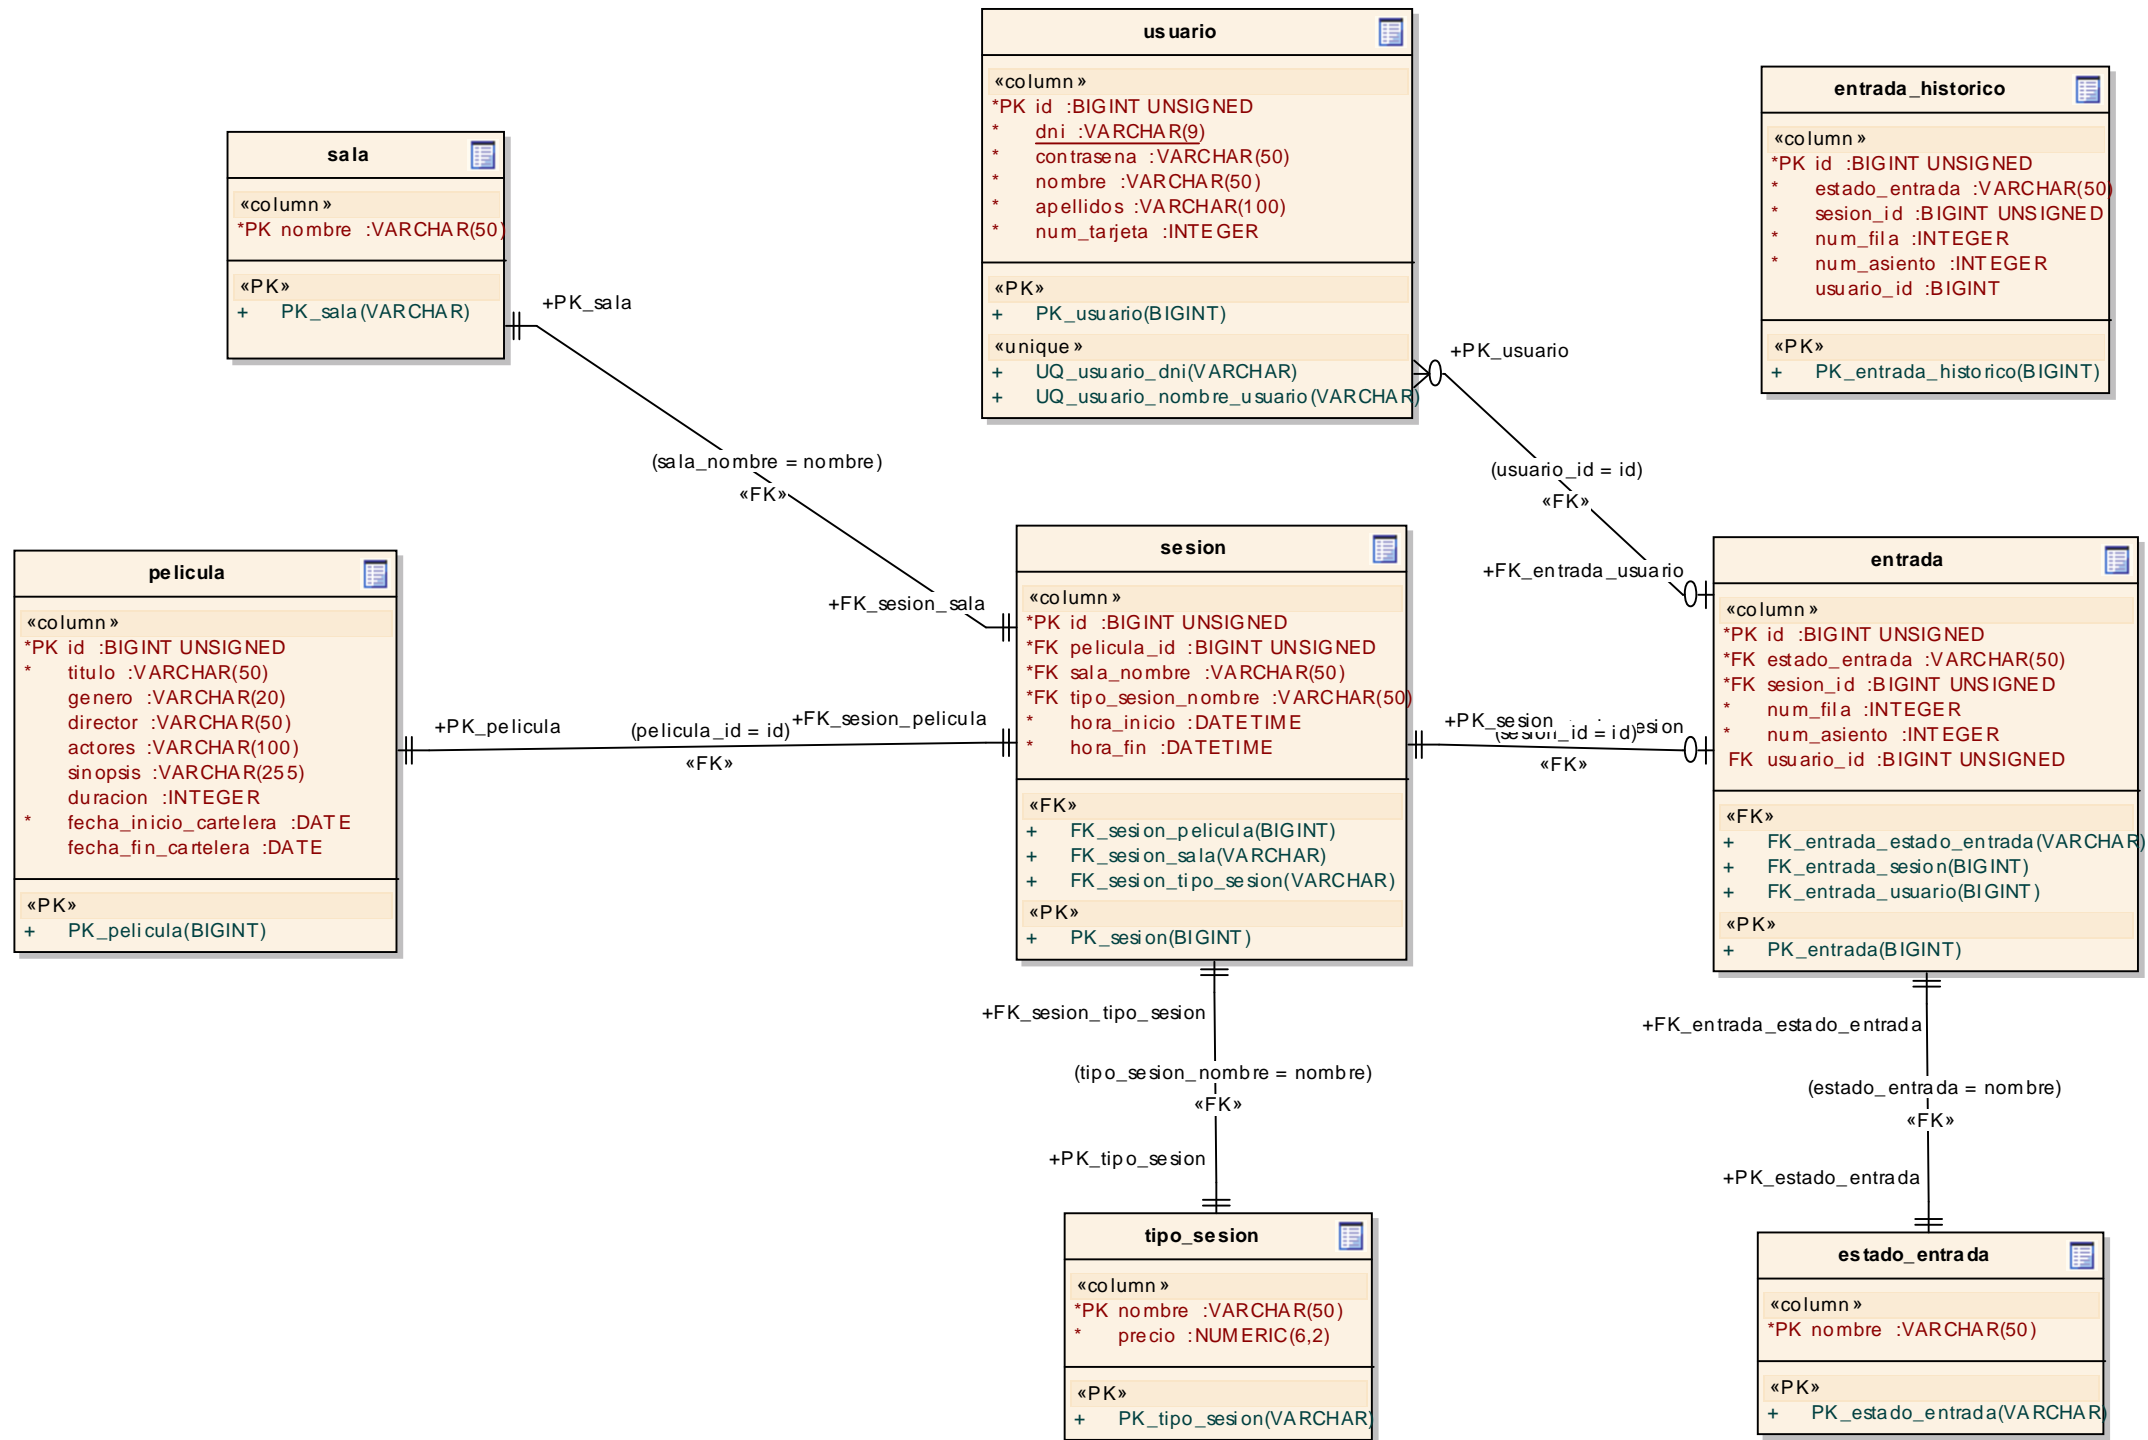 usuario
«column»
*PK id :BIGINT UNSIGNED
* dni :VARCHAR(9)
* contrasena :VARCHAR(50)
* nombre :VARCHAR(50)
* apellidos :VARCHAR(100)
* num_tarjeta :INTEGER
«PK»
+ PK_usuario(BIGINT)
«unique»
+ UQ_usuario_dni(VARCHAR)
+ UQ_usuario_nombre_usuario(VARCHAR)
entrada_historico
«column»
*PK id :BIGINT UNSIGNED
* estado_entrada :VARCHAR(50)
* sesion_id :BIGINT UNSIGNED
* num_fila :INTEGER
* num_asiento :INTEGER
usuario_id :BIGINT
«PK»
+ PK_entrada_historico(BIGINT)
sala
«column»
*PK nombre :VARCHAR(50)
«PK»
+ PK_sala(VARCHAR)
+PK_sala
(sala_nombre = nombre)
«FK»
+FK_sesion_sala
+PK_usuario
(usuario_id = id)
«FK»
+FK_entrada_usuario
pelicula
«column»
*PK id :BIGINT UNSIGNED
* titulo :VARCHAR(50)
genero :VARCHAR(20)
director :VARCHAR(50)
actores :VARCHAR(100)
sinopsis :VARCHAR(255)
duracion :INTEGER
* fecha_inicio_cartelera :DATE
fecha_fin_cartelera :DATE
«PK»
+ PK_pelicula(BIGINT)
+PK_pelicula
(pelicula_id = id)
+FK_sesion_pelicula
«FK»
sesion
«column»
*PK id :BIGINT UNSIGNED
*FK pelicula_id :BIGINT UNSIGNED
*FK sala_nombre :VARCHAR(50)
*FK tipo_sesion_nombre :VARCHAR(50)
* hora_inicio :DATETIME
* hora_fin :DATETIME
«FK»
+ FK_sesion_pelicula(BIGINT)
+ FK_sesion_sala(VARCHAR)
+ FK_sesion_tipo_sesion(VARCHAR)
«PK»
+ PK_sesion(BIGINT)
+PK_sesion
(sesion_id = id)
«FK»
entrada
«column»
*PK id :BIGINT UNSIGNED
*FK estado_entrada :VARCHAR(50)
*FK sesion_id :BIGINT UNSIGNED
* num_fila :INTEGER
* num_asiento :INTEGER
FK usuario_id :BIGINT UNSIGNED
«FK»
+ FK_entrada_estado_entrada(VARCHAR)
+ FK_entrada_sesion(BIGINT)
+ FK_entrada_usuario(BIGINT)
«PK»
+ PK_entrada(BIGINT)
+FK_sesion_tipo_sesion
(tipo_sesion_nombre = nombre)
«FK»
+PK_tipo_sesion
+FK_entrada_estado_entrada
(estado_entrada = nombre)
«FK»
+PK_estado_entrada
tipo_sesion
«column»
*PK nombre :VARCHAR(50)
* precio :NUMERIC(6,2)
«PK»
+ PK_tipo_sesion(VARCHAR)
estado_entrada
«column»
*PK nombre :VARCHAR(50)
«PK»
+ PK_estado_entrada(VARCHAR)